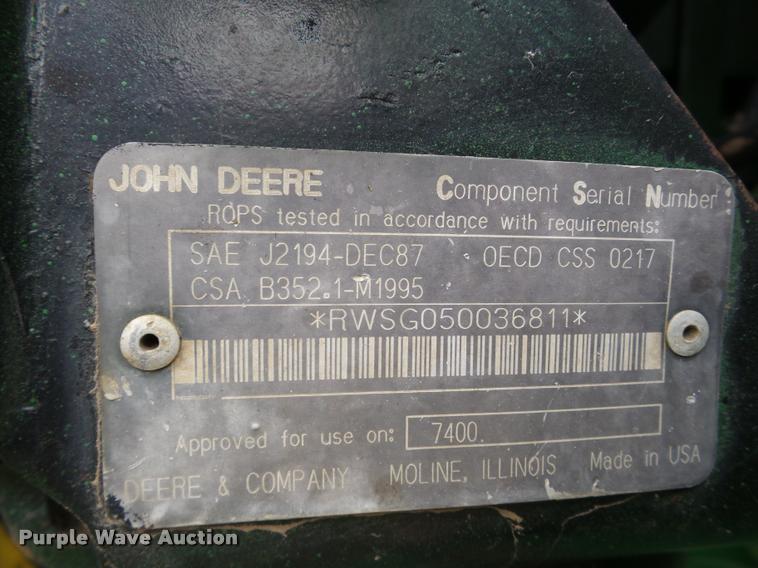 JOHN DEERE Component Serial Number
ROPS tested in accordance with requirements:
SAE J2194-DEC87 OECD CSS 0217
CSA B352.1-M1995
*RWSG050036811*
Approved for use on: 7400
DEERE & COMPANY MOLINE, ILLINOIS Made in USA
Purple Wave Auction